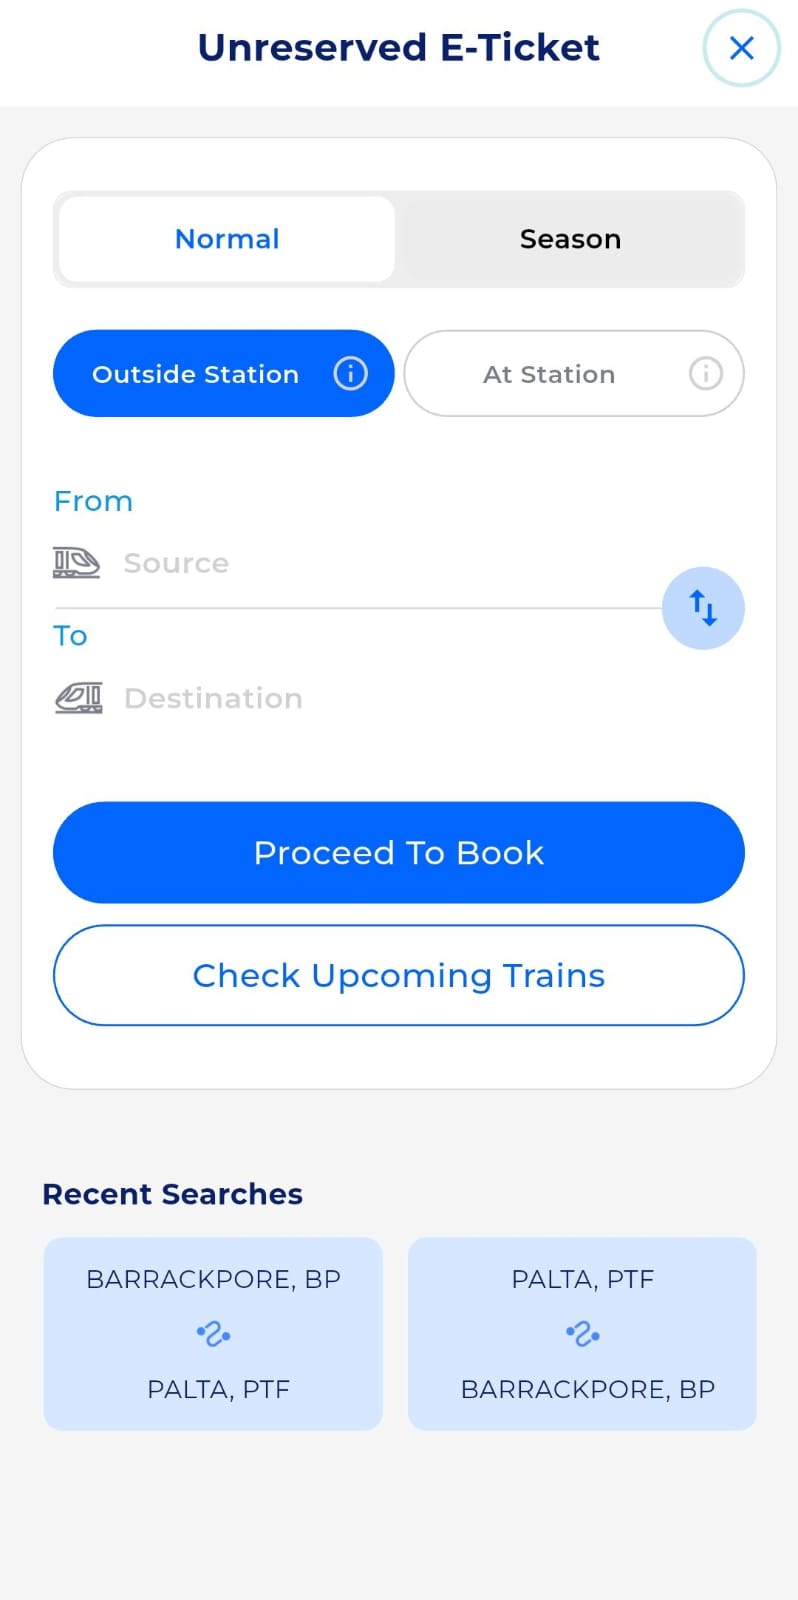 Unreserved E-Ticket
Normal
Season
Outside Station
At Station
From
Source
To
Destination
Proceed To Book
Check Upcoming Trains
Recent Searches
BARRACKPORE, BP
PALTA, PTF
PALTA, PTF
BARRACKPORE, BP